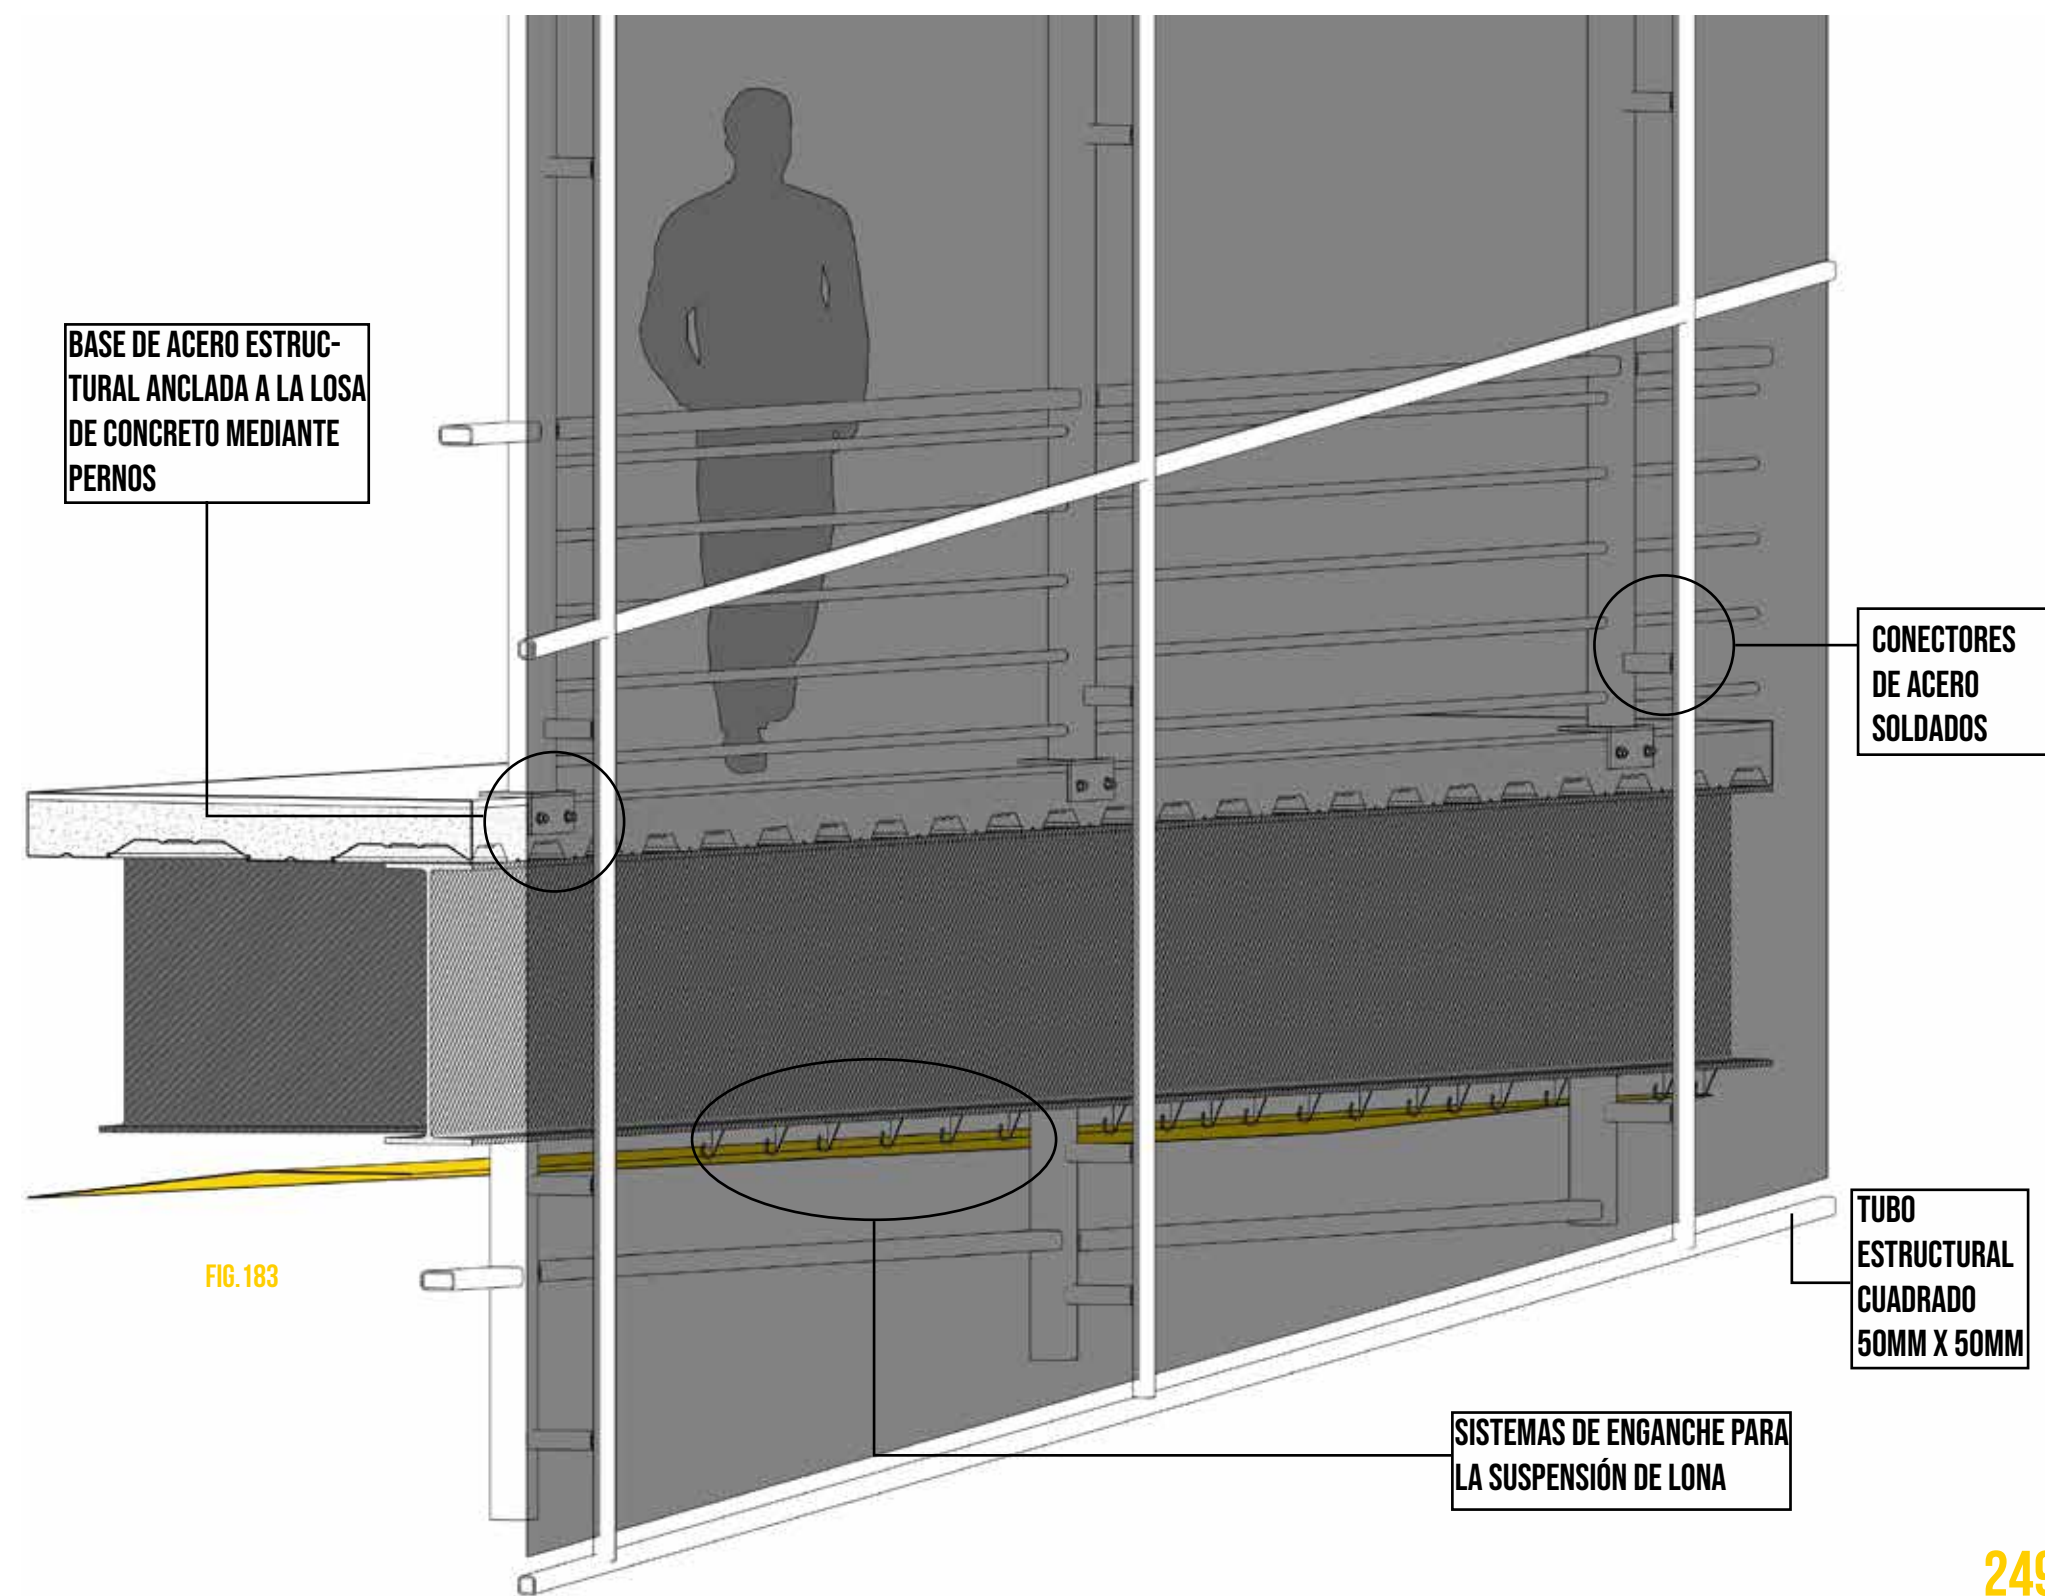 BASE DE ACERO ESTRUC-
TURAL ANCLADA A LA LOSA
DE CONCRETO MEDIANTE
PERNOS
CONECTORES
DE ACERO
SOLDADOS
TUBO
ESTRUCTURAL
CUADRADO
50MM X 50MM
FIG.183
SISTEMAS DE ENGANCHE PARA
LA SUSPENSIÓN DE LONA
249